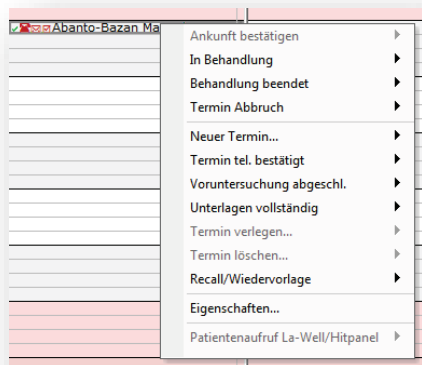 Abanto-Bazan Ma
Ankunft bestätigen
In Behandlung
Behandlung beendet
Termin Abbruch
Neuer Termin...
Termin tel. bestätigt
Voruntersuchung abgeschl.
Unterlagen vollständig
Termin verlegen...
Termin löschen...
Recall/Wiedervorlage
Eigenschaften...
Patientenaufruf La-Well/Hitpanel